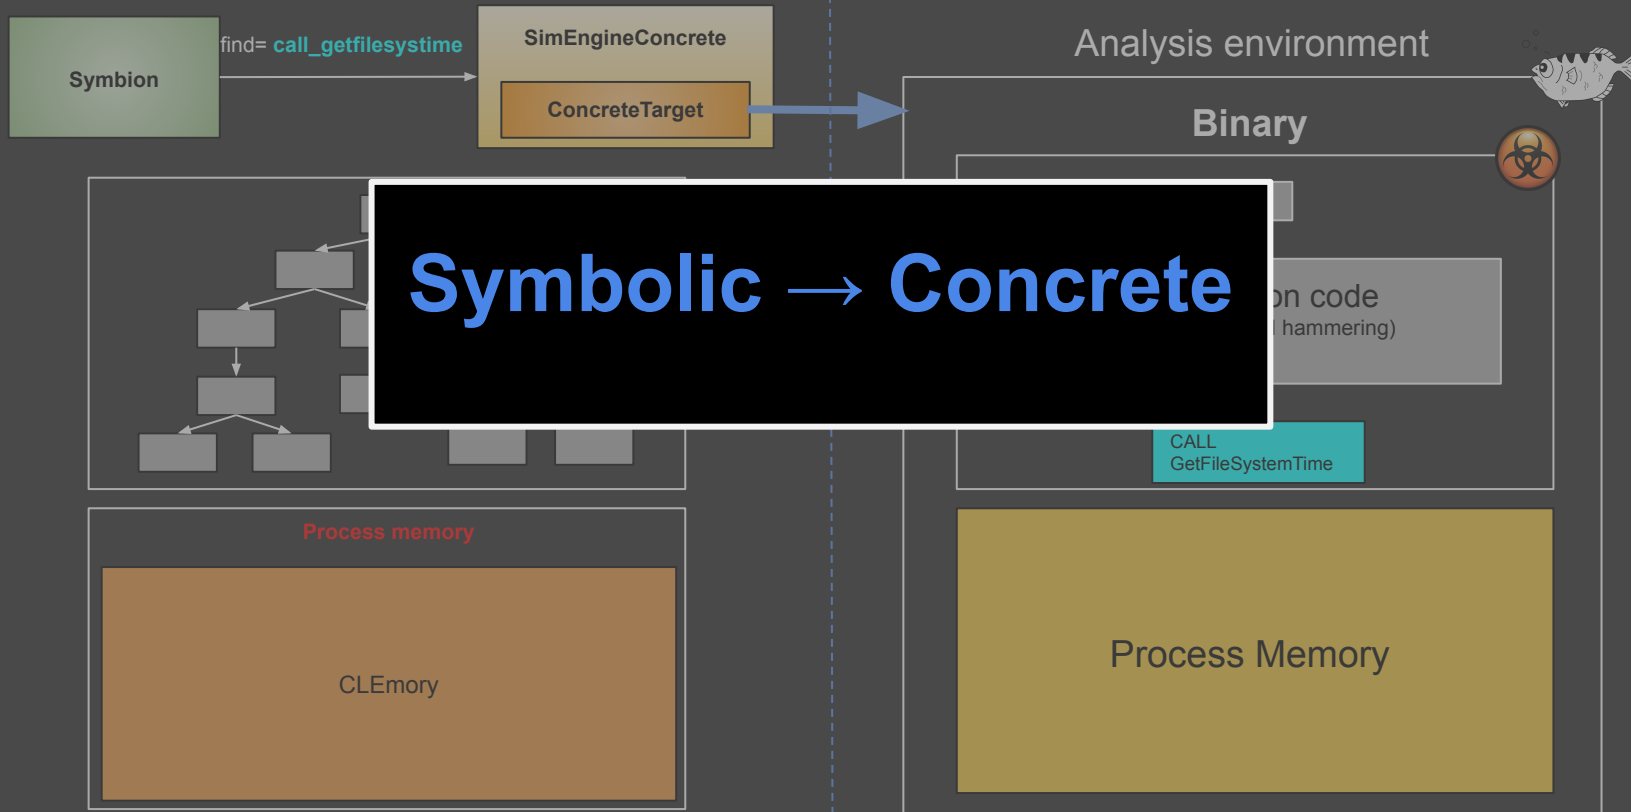 Symbion
find= call_getfilesystime
SimEngineConcrete
ConcreteTarget
Analysis environment
Binary
Symbolic → Concrete
on code
hammering)
CALL
GetFileSystemTime
Process memory
CLEmory
Process Memory